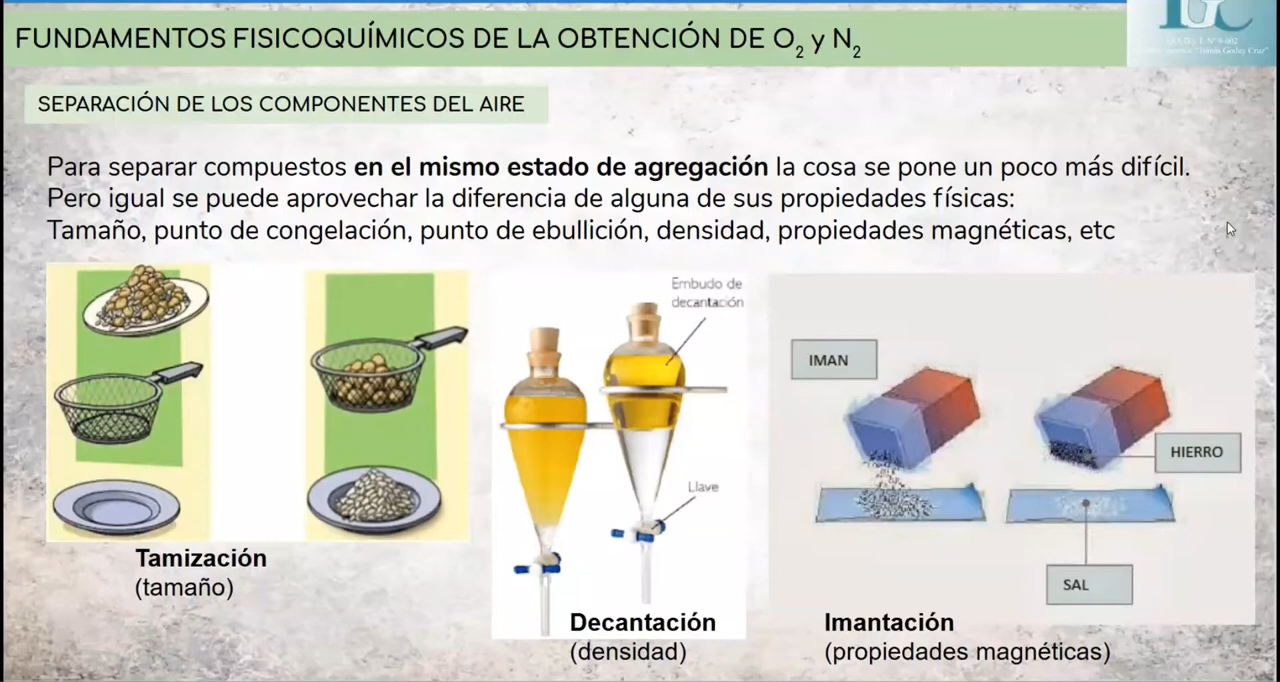 FUNDAMENTOS FISICOQUÍMICOS DE LA OBTENCIÓN DE O₂ y N₂
SEPARACIÓN DE LOS COMPONENTES DEL AIRE
Para separar compuestos en el mismo estado de agregación la cosa se pone un poco más difícil.
Pero igual se puede aprovechar la diferencia de alguna de sus propiedades físicas:
Tamaño, punto de congelación, punto de ebullición, densidad, propiedades magnéticas, etc
Tamización
(tamaño)
Embudo de
decantación
Llave
Decantación
(densidad)
IMAN
HIERRO
SAL
Imantación
(propiedades magnéticas)